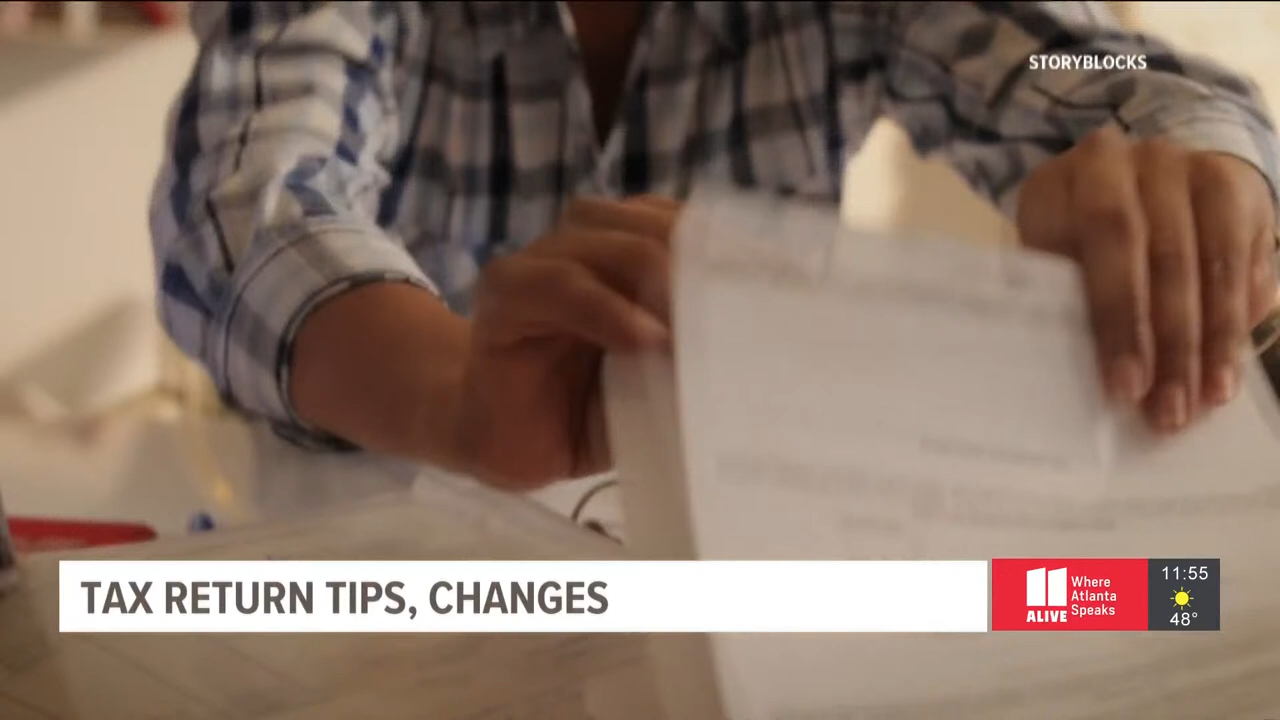 STORYBLOCKS
TAX RETURN TIPS, CHANGES
11
ALIVE
Where
Atlanta
Speaks
11:55
48°